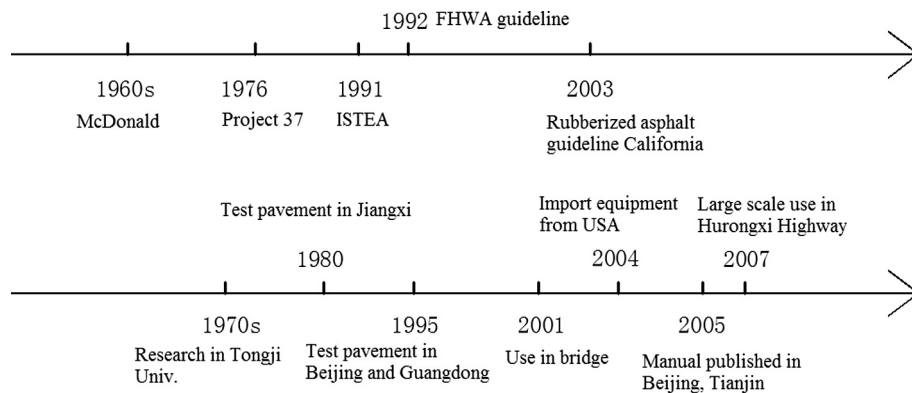 1992 FHWA guideline
1960s
1976
1991
2003
McDonald
Project 37
ISTEA
Rubberized asphalt
guideline California
Test pavement in Jiangxi
Import equipment
from USA
Large scale use in
Hurongxi Highway
1980
2004
2007
1970s
1995
2001
2005
Research in Tongji
Univ.
Test pavement in
Beijing and Guangdong
Use in bridge
Manual published in
Beijing, Tianjin